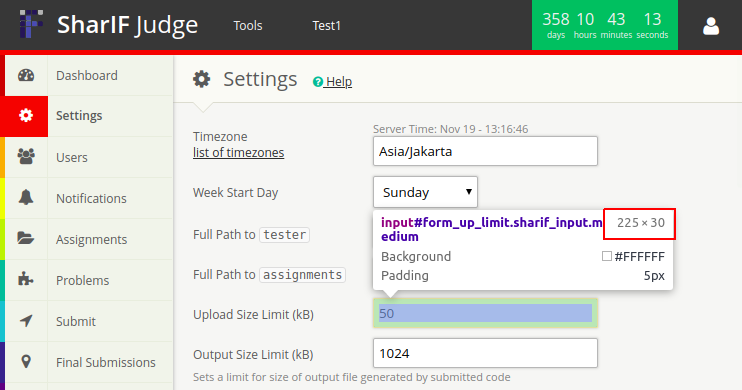 SharIF Judge Tools Test1
358 10 43 13
days hours minutes seconds
Dashboard
Settings
Users
Notifications
Assignments
Problems
Submit
Final Submissions
Settings Help
Server Time: Nov 19 - 13:16:46
Timezone
list of timezones
Asia/Jakarta
Week Start Day
Sunday
Full Path to tester
input#form_up_limit.sharif_input.m
edium
225 × 30
Background #FFFFFF
Padding 5px
Full Path to assignments
Upload Size Limit (kB)
50
Output Size Limit (kB)
1024
Sets a limit for size of output file generated by submitted code